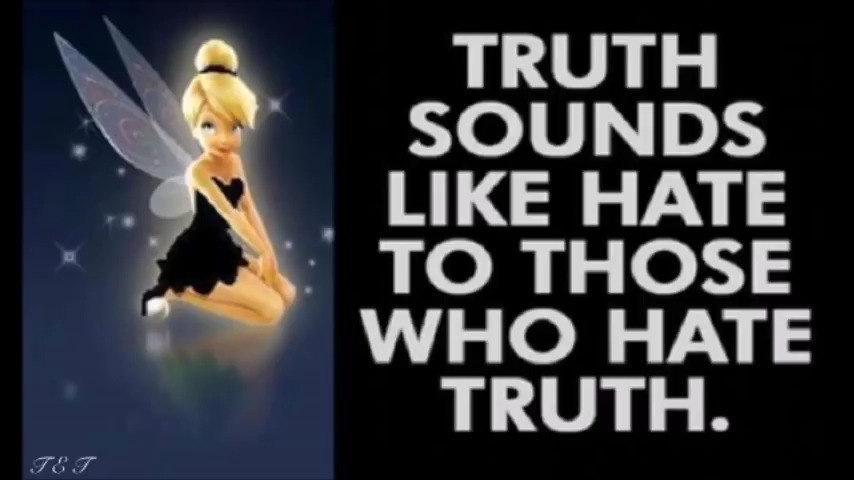 TRUTH
SOUNDS
LIKE HATE
TO THOSE
WHO HATE
TRUTH.
T&T